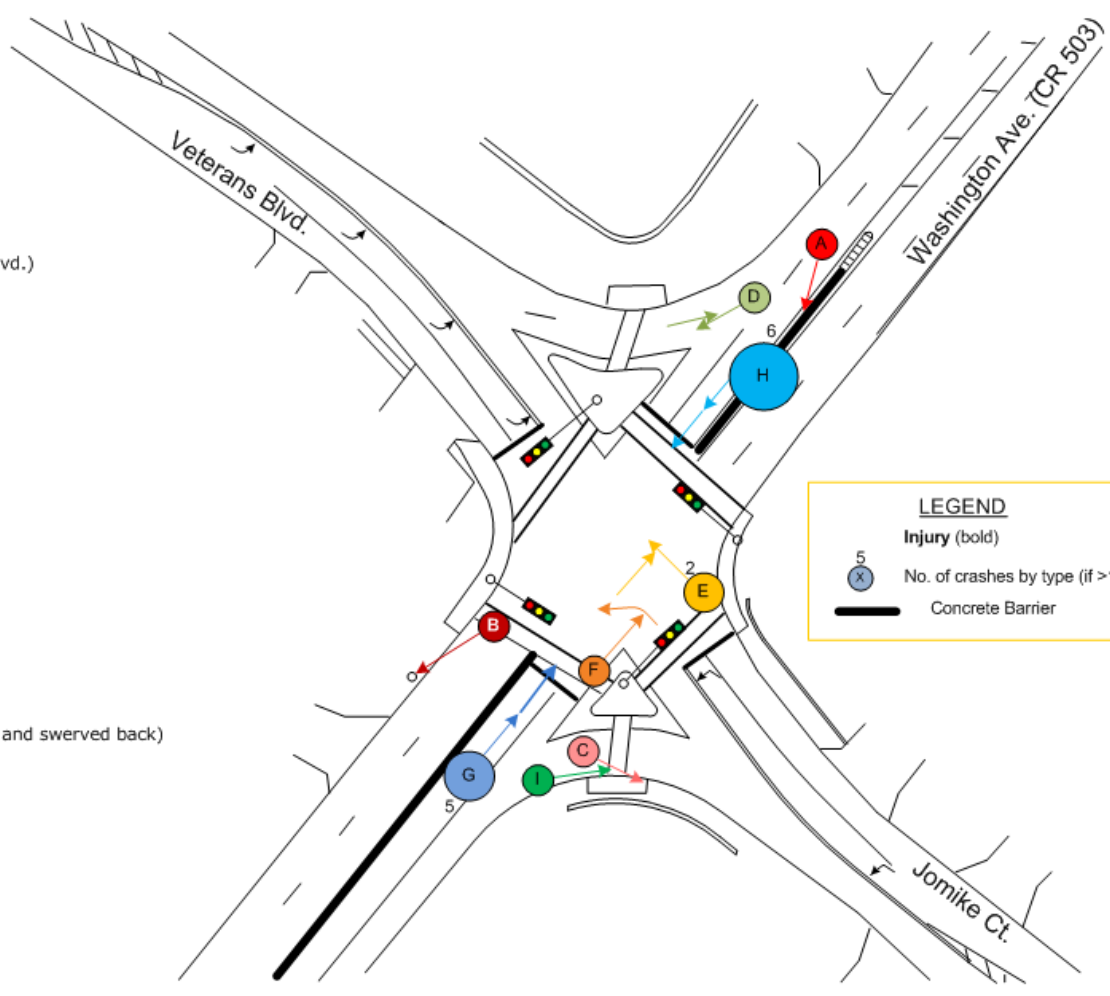 Veterans Blvd.
Washington Ave. (CR 503)
vd.)
A
D
6
H
LEGEND
Injury (bold)
5
X
No. of crashes by type (if >
Concrete Barrier
2
E
B
F
and swerved back)
C
G
I
5
Jomike Ct.